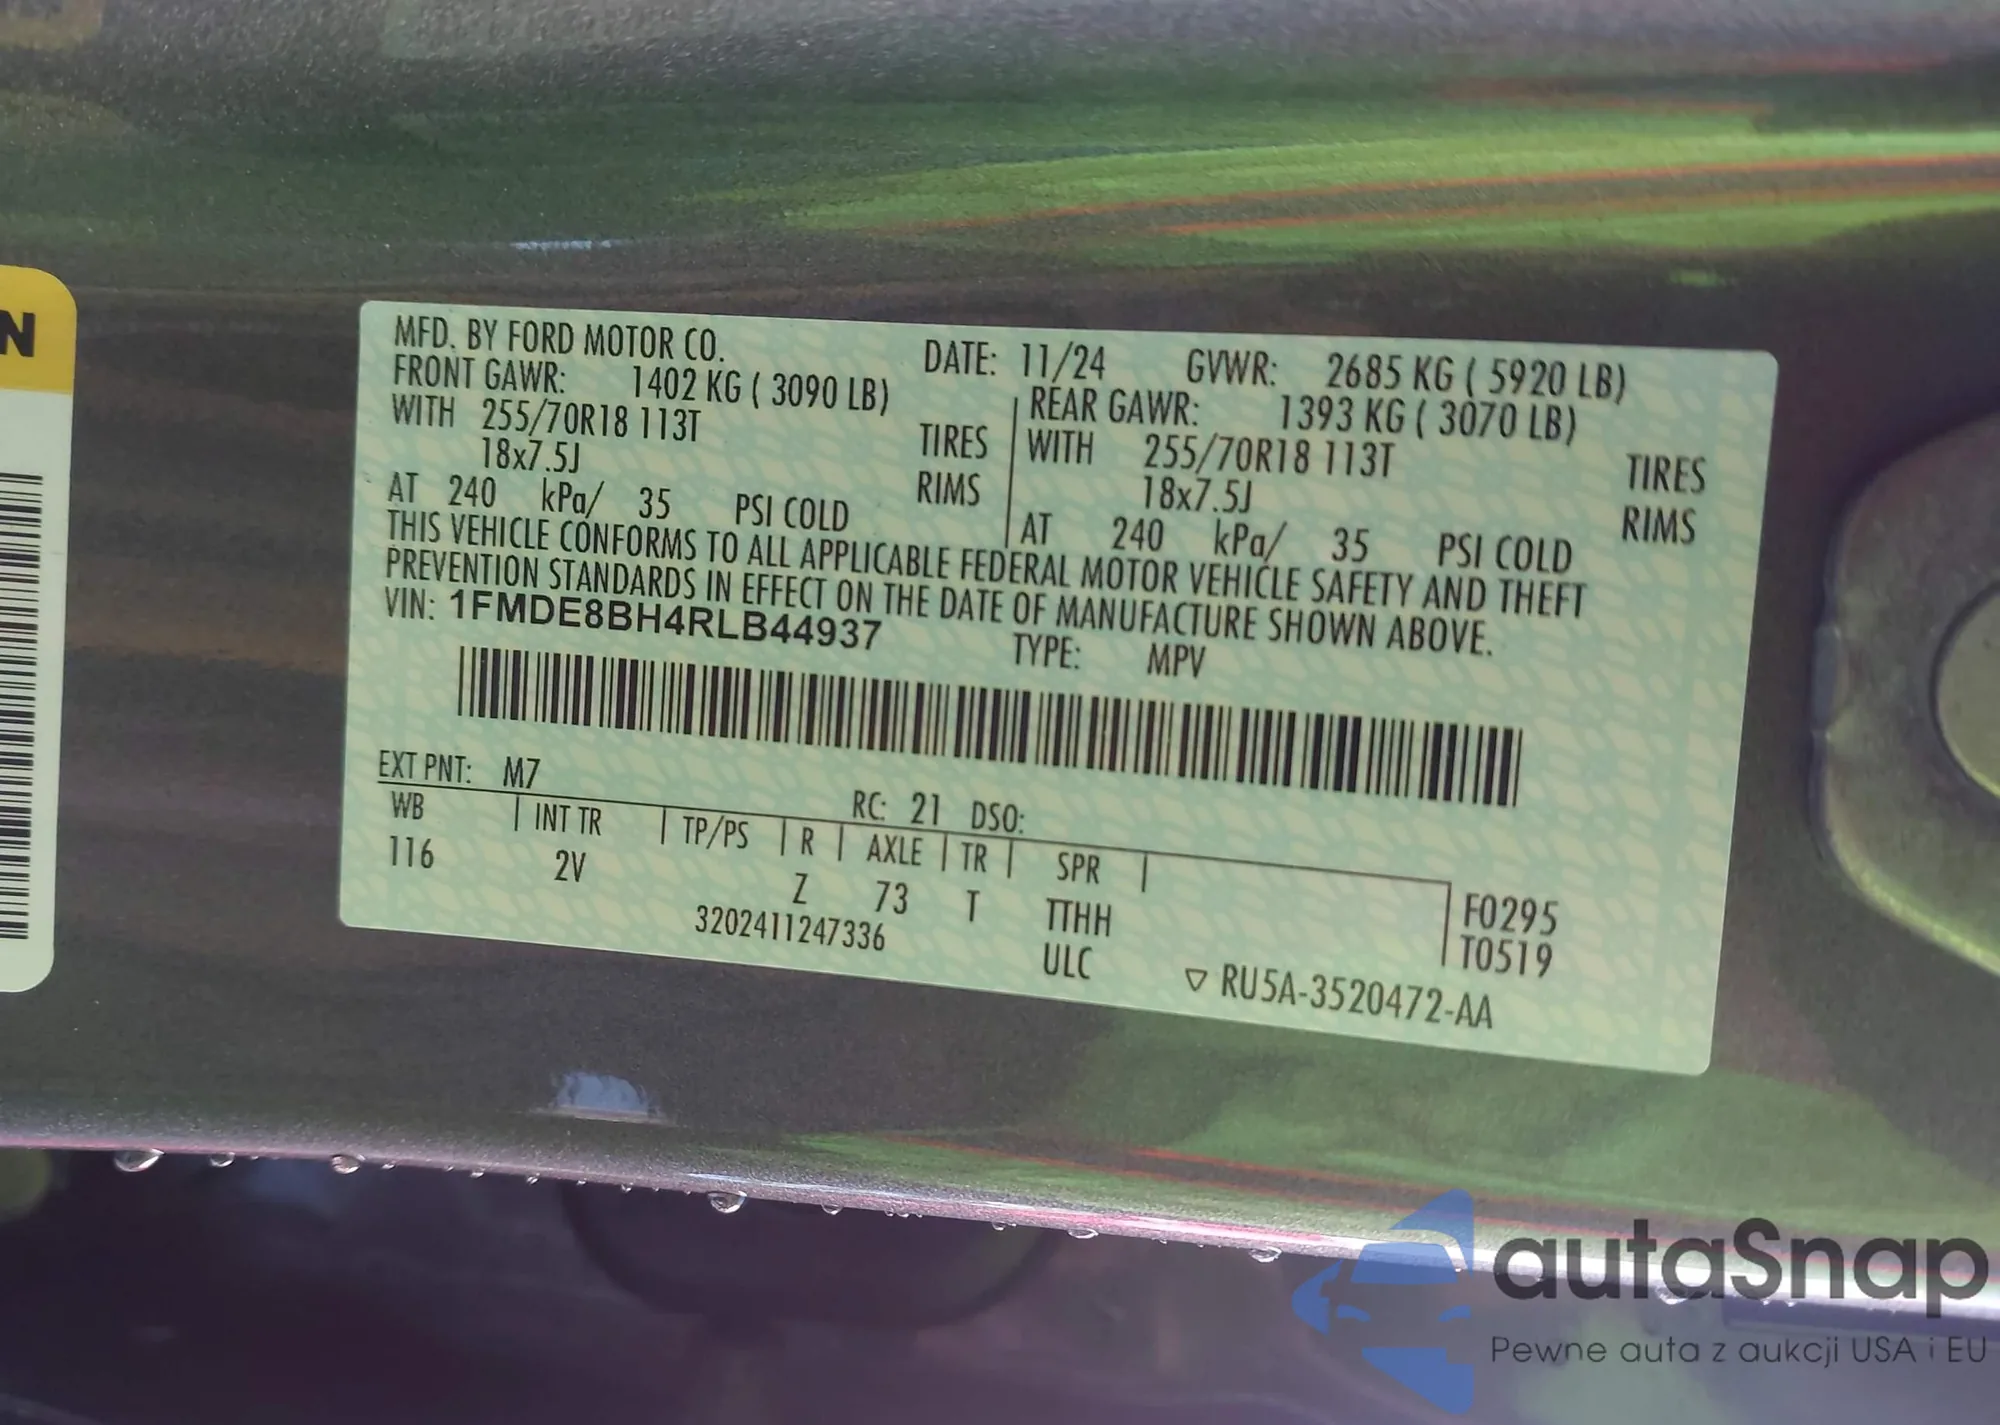 N
MFD. BY FORD MOTOR CO. DATE: 11/24 GVWR: 2685 KG ( 5920 LB)
FRONT GAWR: 1402 KG ( 3090 LB) REAR GAWR: 1393 KG ( 3070 LB)
WITH 255/70R18 113T TIRES WITH 255/70R18 113T TIRES
18x7.5J RIMS 18x7.5J RIMS
AT 240 kPa/ 35 PSI COLD AT 240 kPa/ 35 PSI COLD
THIS VEHICLE CONFORMS TO ALL APPLICABLE FEDERAL MOTOR VEHICLE SAFETY AND THEFT
PREVENTION STANDARDS IN EFFECT ON THE DATE OF MANUFACTURE SHOWN ABOVE.
VIN: 1FMDE8BH4RLB44937 TYPE: MPV
EXT PNT: M7 RC: 21 DSO:
WB INT TR TP/PS R AXLE TR SPR
116 2V Z 73 T TTHH F0295
3202411247336 ULC T0519
▽ RU5A-3520472-AA
autaSnap
Pewne auta z aukcji USA i EU